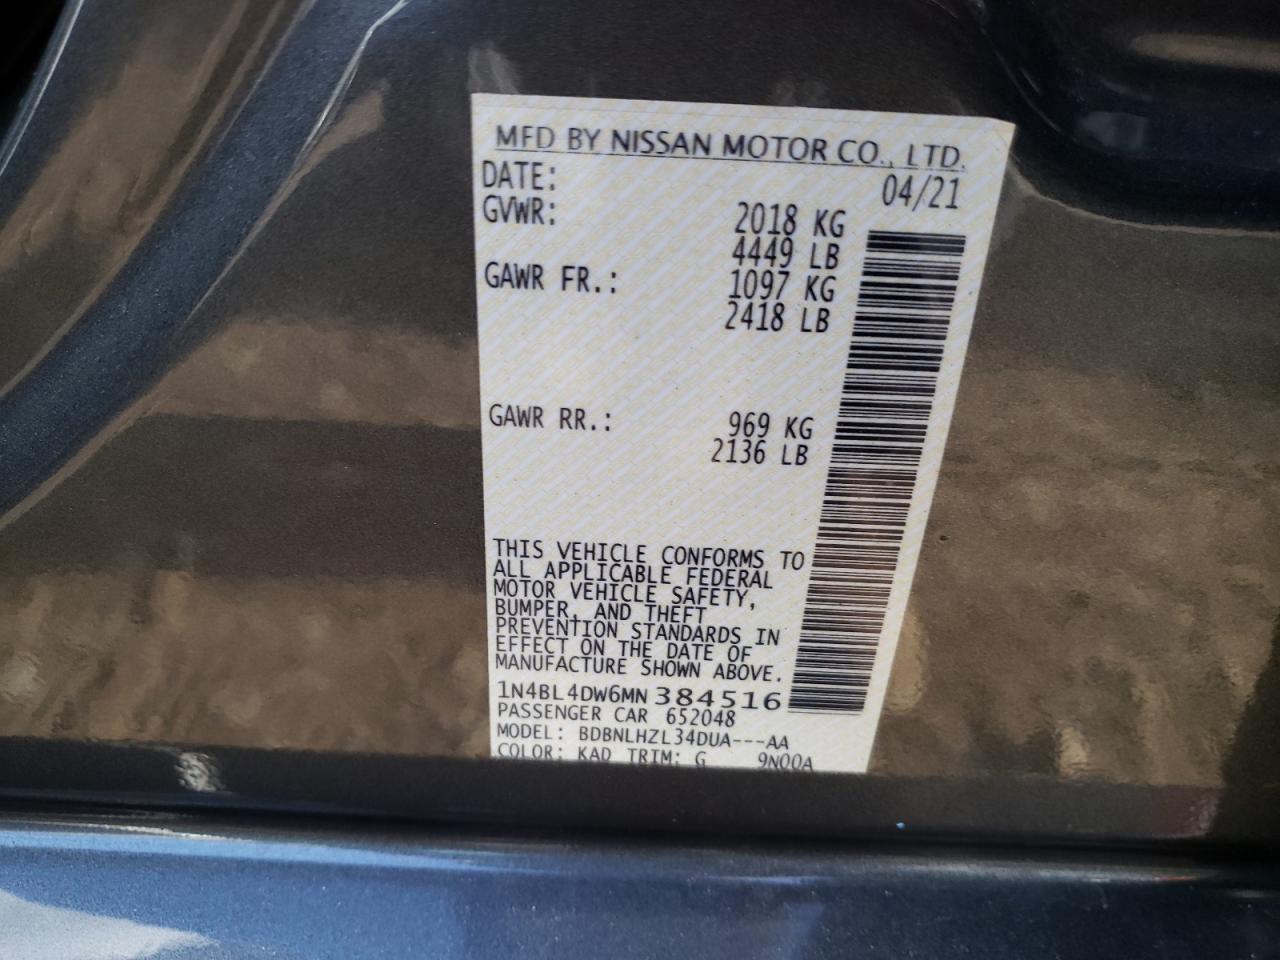 MFD BY NISSAN MOTOR CO., LTD.
DATE: 04/21
GVWR: 2018 KG
4449 LB
GAWR FR.: 1097 KG
2418 LB
GAWR RR.: 969 KG
2136 LB
THIS VEHICLE CONFORMS TO
ALL APPLICABLE FEDERAL
MOTOR VEHICLE SAFETY,
BUMPER, AND THEFT
PREVENTION STANDARDS IN
EFFECT ON THE DATE OF
MANUFACTURE SHOWN ABOVE.
1N4BL4DW6MN384516
PASSENGER CAR 652048
MODEL: BDBNLHZL34DUA---AA
COLOR: KAD TRIM: G 9N00A